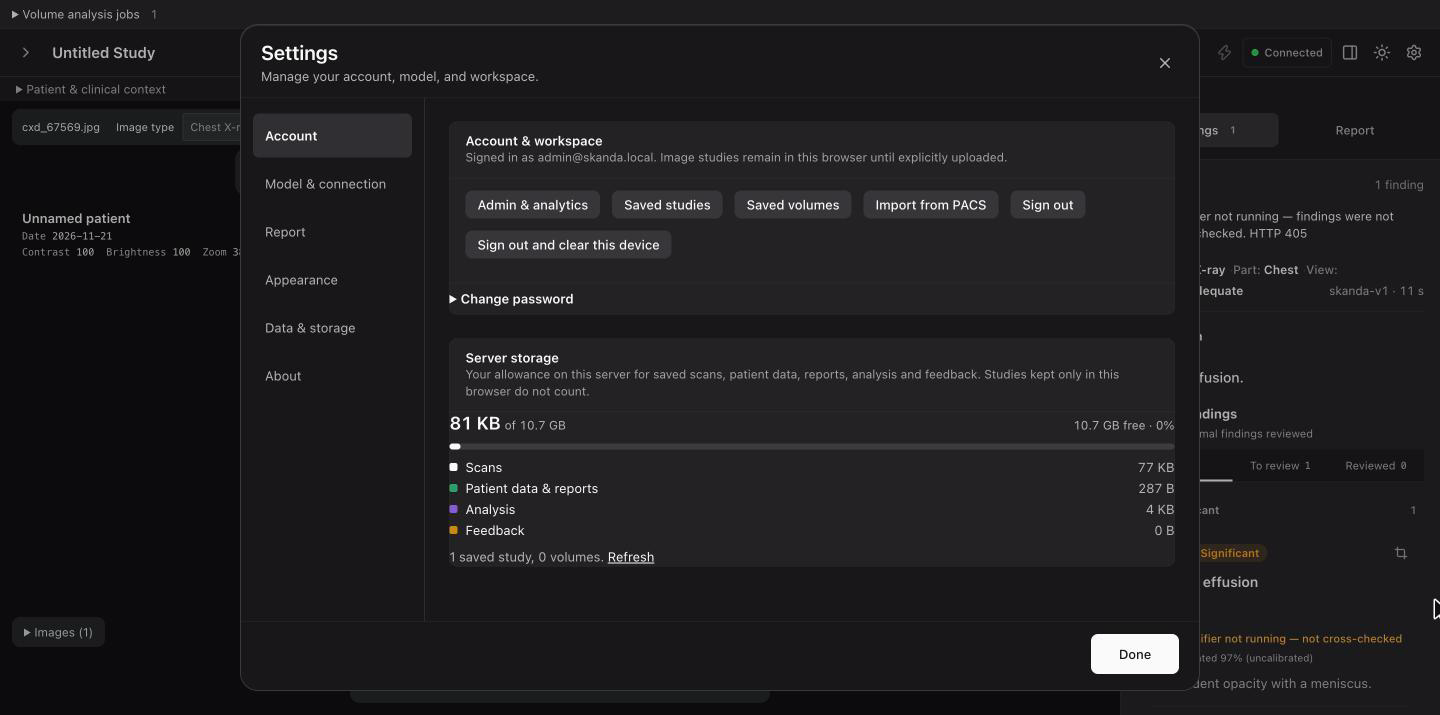 ▶ Volume analysis jobs 1
Untitled Study
Connected
▶ Patient & clinical context
cxd_67569.jpg Image type Chest X-r
Unnamed patient
Date 2026-11-21
Contrast 100 Brightness 100 Zoom
▶ Images (1)
Settings
Manage your account, model, and workspace.
Account
Model & connection
Report
Appearance
Data & storage
About
Account & workspace
Signed in as admin@skanda.local. Image studies remain in this browser until explicitly uploaded.
Admin & analytics Saved studies Saved volumes Import from PACS Sign out
Sign out and clear this device
▶ Change password
Server storage
Your allowance on this server for saved scans, patient data, reports, analysis and feedback. Studies kept only in this
browser do not count.
81 KB of 10.7 GB 10.7 GB free · 0%
Scans 77 KB
Patient data & reports 287 B
Analysis 4 KB
Feedback 0 B
1 saved study, 0 volumes. Refresh
Done
ngs 1 Report
1 finding
er not running — findings were not
checked. HTTP 405
-ray Part: Chest View:
dequate skanda-v1 · 11 s
fusion.
ndings
mal findings reviewed
To review 1 Reviewed 0
cant 1
Significant
effusion
ifier not running — not cross-checked
ated 97% (uncalibrated)
dent opacity with a meniscus.